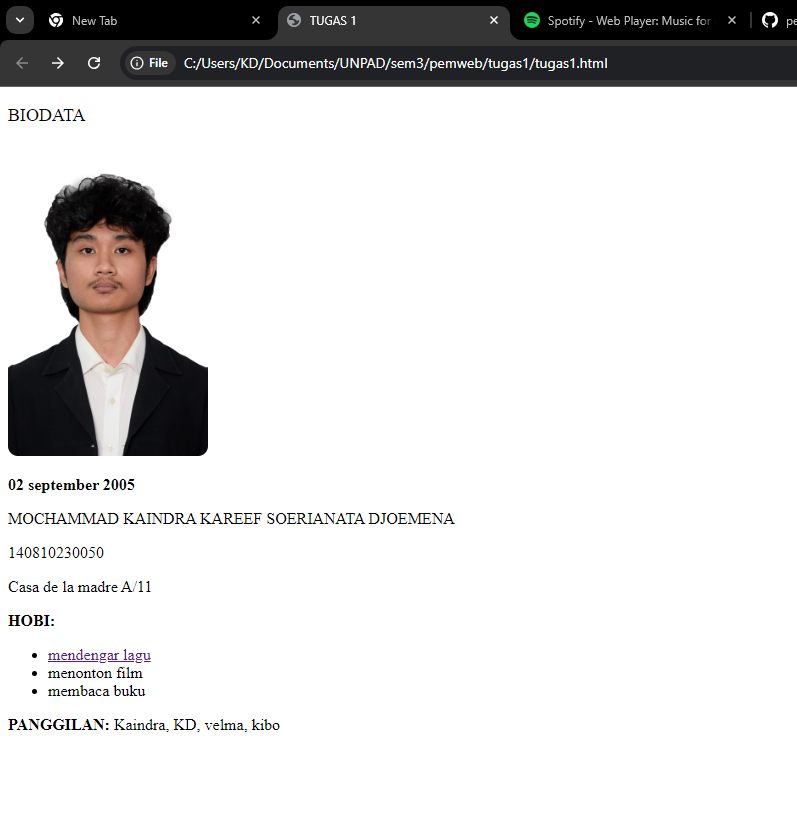 New Tab
TUGAS 1
Spotify - Web Player: Music for
pe
File
C:/Users/KD/Documents/UNPAD/sem3/pemweb/tugas1/tugas1.html
BIODATA
02 september 2005
MOCHAMMAD KAINDRA KAREEF SOERIANATA DJOEMENA
140810230050
Casa de la madre A/11
HOBI:
mendengar lagu
menonton film
membaca buku
PANGGILAN: Kaindra, KD, velma, kibo